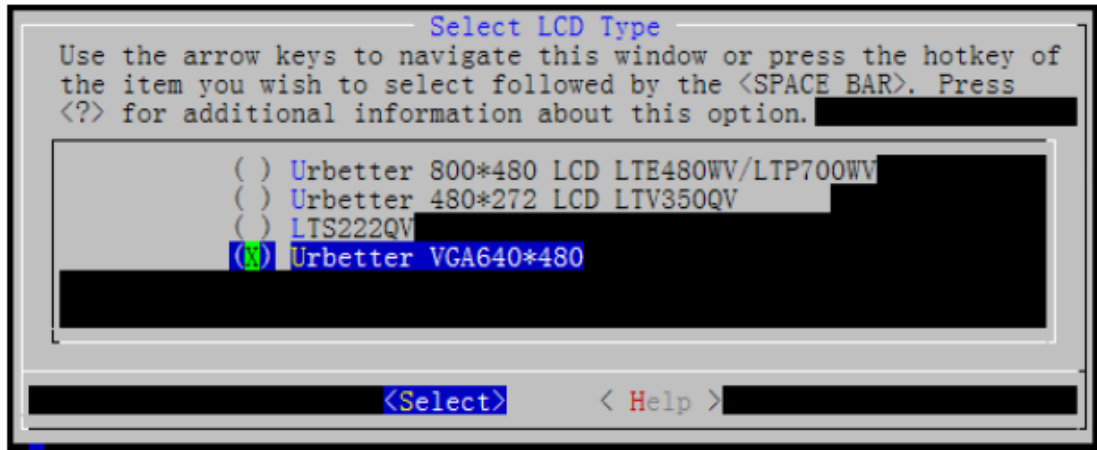 Select LCD Type
Use the arrow keys to navigate this window or press the hotkey of
the item you wish to select followed by the <SPACE BAR>. Press
<?> for additional information about this option.
( ) Urbetter 800*480 LCD LTE480WV/LTP700WV
( ) Urbetter 480*272 LCD LTV350QV
( ) LTS222QV
(X) Urbetter VGA640*480
<Select> < Help >